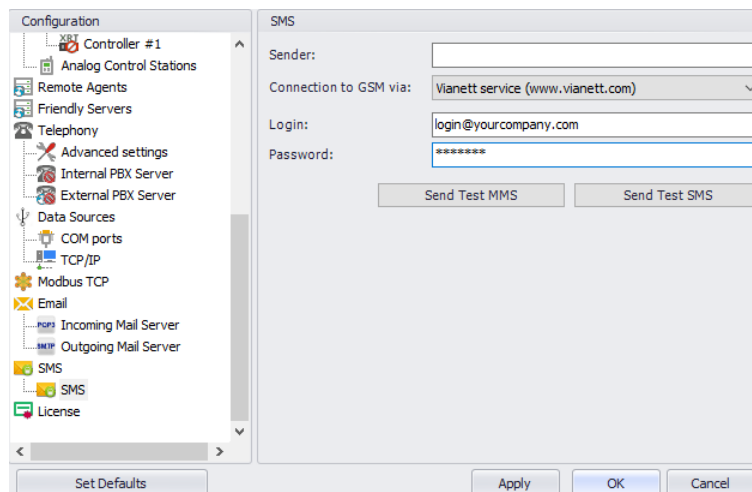 Configuration
XRT
Controller #1
Analog Control Stations
Remote Agents
Friendly Servers
Telephony
Advanced settings
Internal PBX Server
External PBX Server
Data Sources
COM ports
TCP/IP
Modbus TCP
Email
POP3 Incoming Mail Server
SMTP Outgoing Mail Server
SMS
SMS
License
Set Defaults
SMS
Sender:
Connection to GSM via: Vianett service (www.vianett.com)
Login: login@yourcompany.com
Password: *******
Send Test MMS Send Test SMS
Apply OK Cancel